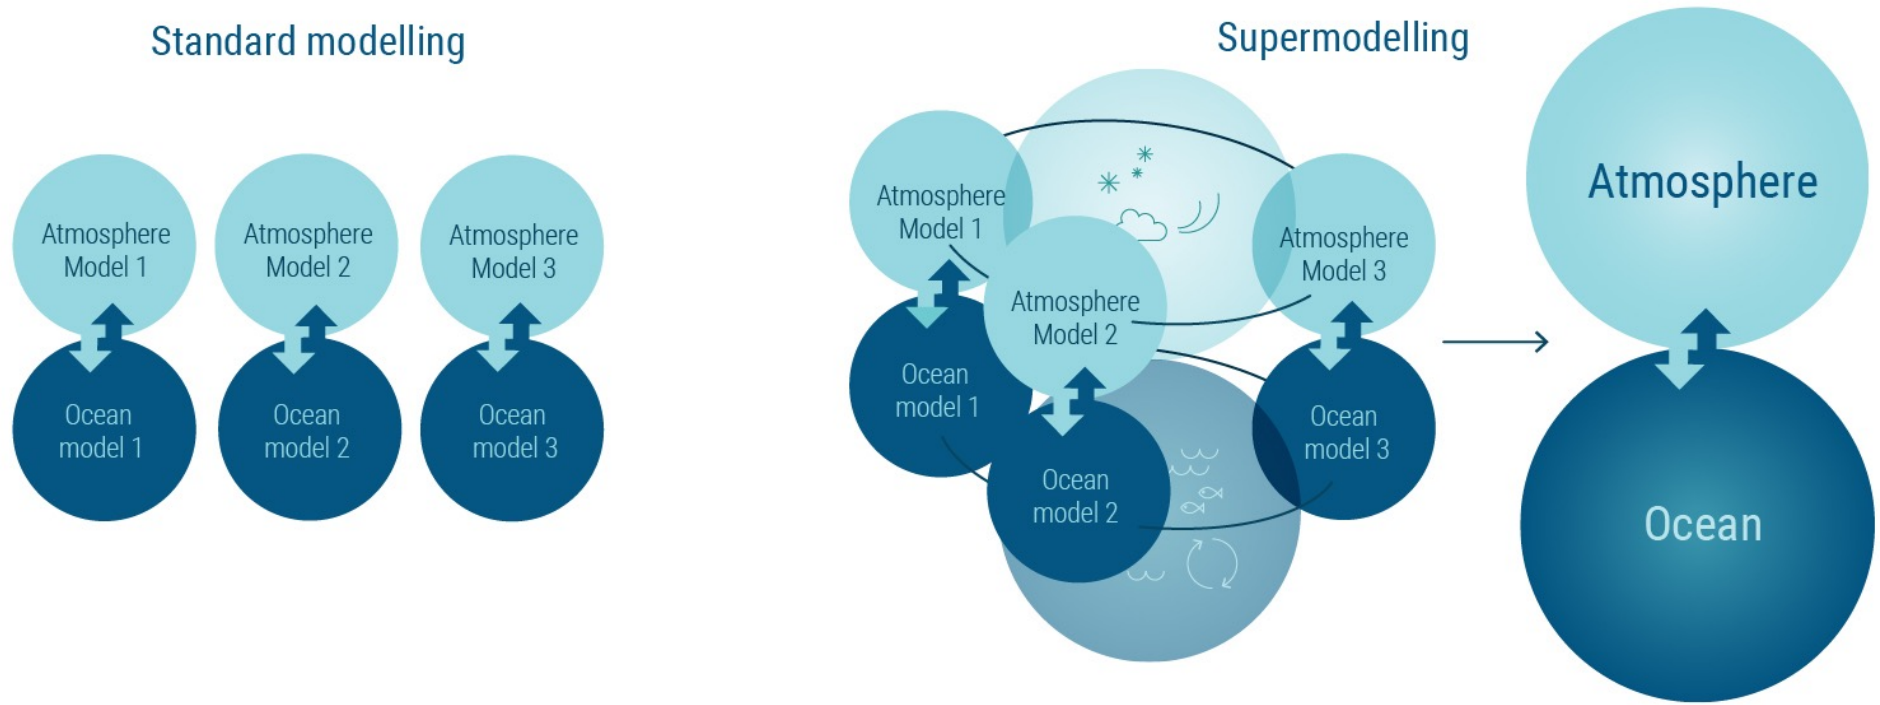 Standard modelling
Atmosphere
Model 1
Atmosphere
Model 2
Atmosphere
Model 3
Ocean
model 1
Ocean
model 2
Ocean
model 3
Supermodelling
Atmosphere
Model 1
Atmosphere
Model 2
Atmosphere
Model 3
Ocean
model 1
Ocean
model 2
Ocean
model 3
Atmosphere
Ocean